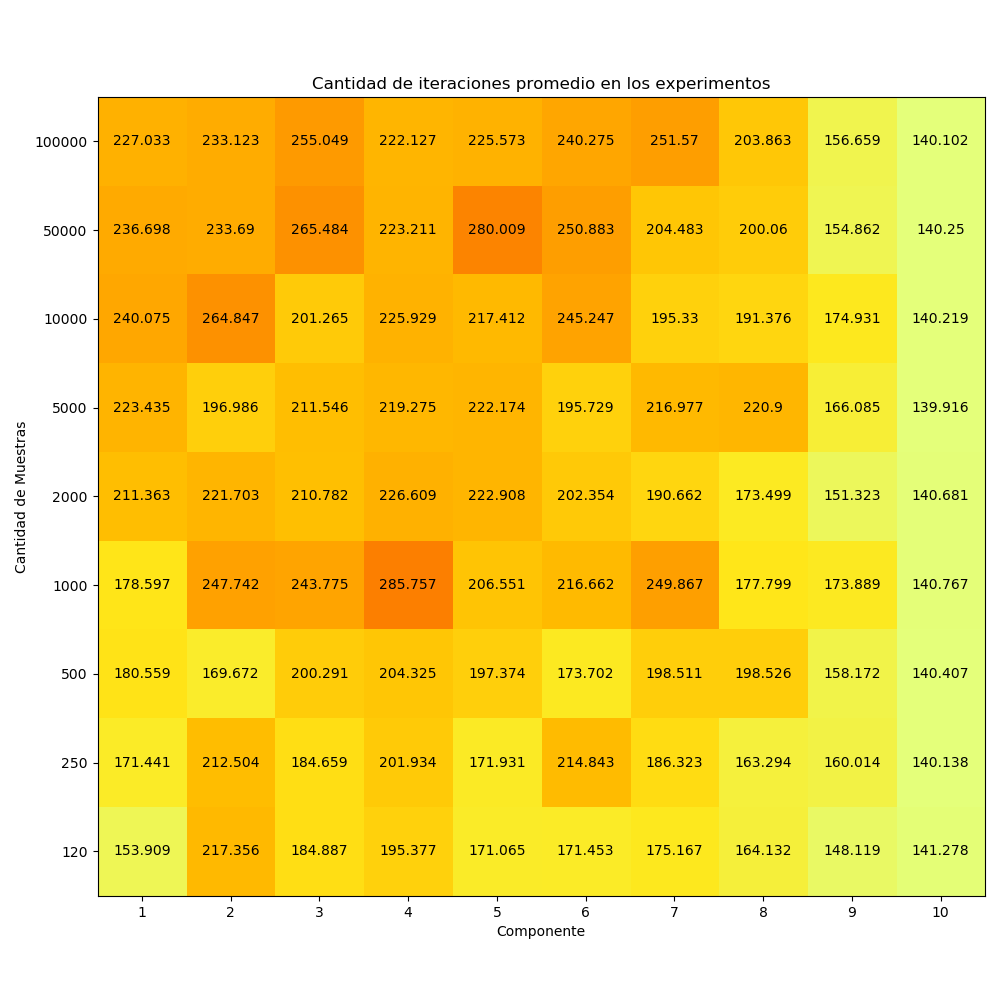 Cantidad de iteraciones promedio en los experimentos
Cantidad de Muestras
100000 227.033 233.123 255.049 222.127 225.573 240.275 251.57 203.863 156.659 140.102
50000 236.698 233.69 265.484 223.211 280.009 250.883 204.483 200.06 154.862 140.25
10000 240.075 264.847 201.265 225.929 217.412 245.247 195.33 191.376 174.931 140.219
5000 223.435 196.986 211.546 219.275 222.174 195.729 216.977 220.9 166.085 139.916
2000 211.363 221.703 210.782 226.609 222.908 202.354 190.662 173.499 151.323 140.681
1000 178.597 247.742 243.775 285.757 206.551 216.662 249.867 177.799 173.889 140.767
500 180.559 169.672 200.291 204.325 197.374 173.702 198.511 198.526 158.172 140.407
250 171.441 212.504 184.659 201.934 171.931 214.843 186.323 163.294 160.014 140.138
120 153.909 217.356 184.887 195.377 171.065 171.453 175.167 164.132 148.119 141.278
1 2 3 4 5 6 7 8 9 10
Componente